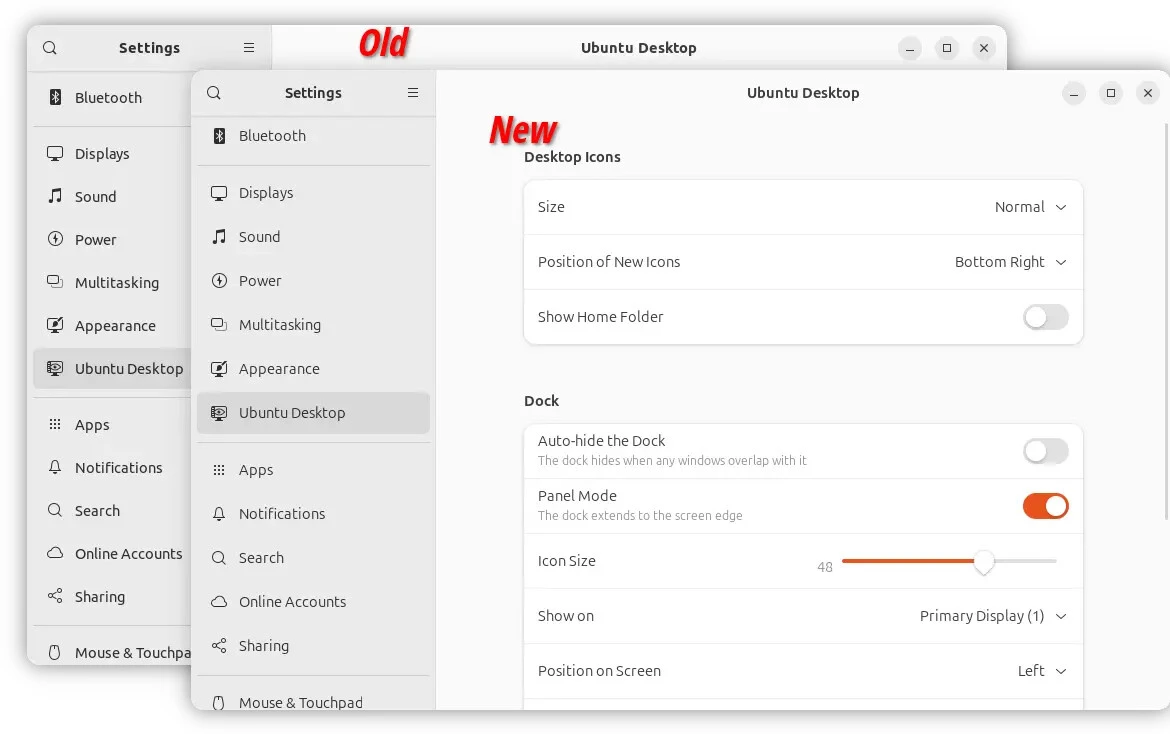 Settings
Old
Ubuntu Desktop
Bluetooth
Displays
Sound
Power
Multitasking
Appearance
Ubuntu Desktop
Apps
Notifications
Search
Online Accounts
Sharing
Mouse & Touchpa
Settings
Ubuntu Desktop
New
Bluetooth
Displays
Sound
Power
Multitasking
Appearance
Ubuntu Desktop
Apps
Notifications
Search
Online Accounts
Sharing
Mouse & Touchpad
Desktop Icons
Size Normal
Position of New Icons Bottom Right
Show Home Folder
Dock
Auto-hide the Dock
The dock hides when any windows overlap with it
Panel Mode
The dock extends to the screen edge
Icon Size 48
Show on Primary Display (1)
Position on Screen Left